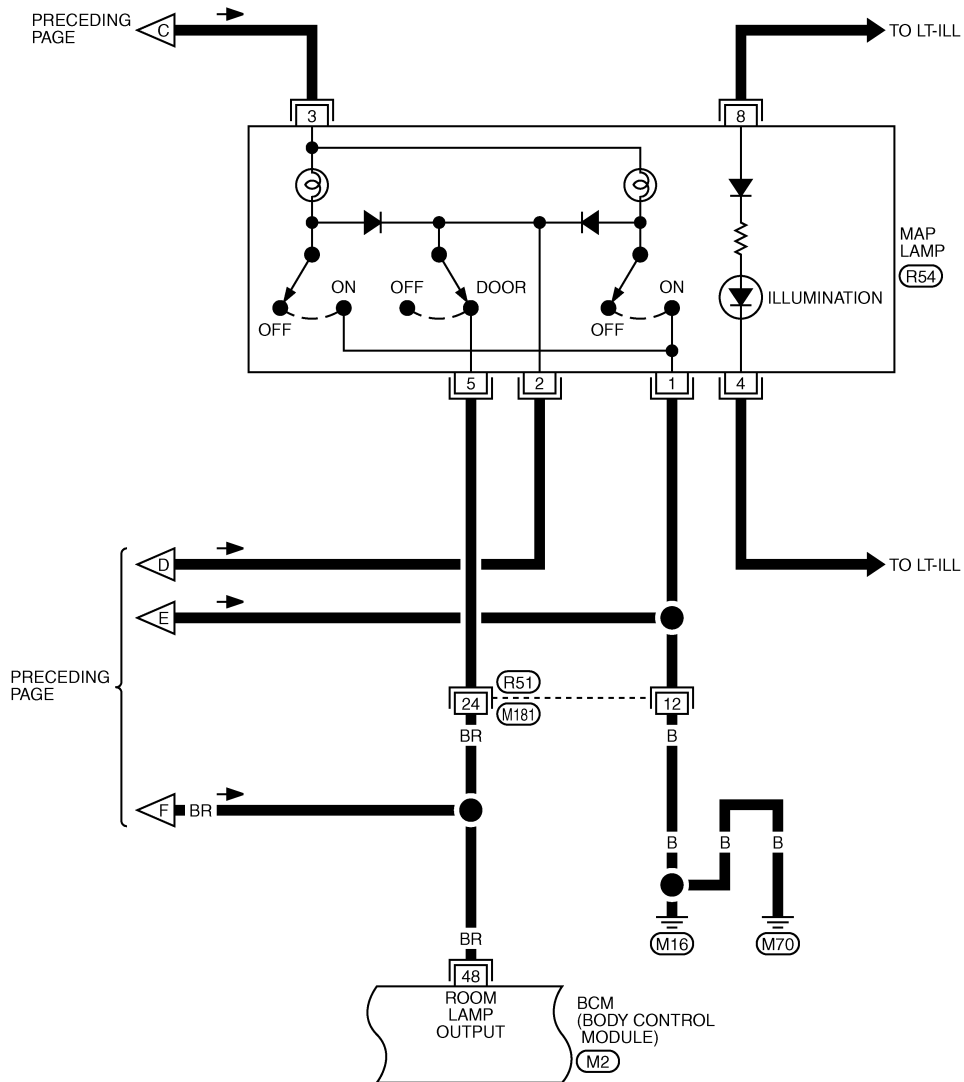 PRECEDING
PAGE
C
TO LT-ILL
3
8
MAP
LAMP
R54
ON
OFF
DOOR
ON
OFF
OFF
ILLUMINATION
5
2
1
4
D
TO LT-ILL
E
PRECEDING
PAGE
R51
24
M181
12
BR
B
F
BR
B
B
B
BR
M16
M70
48
ROOM
LAMP
OUTPUT
BCM
(BODY CONTROL
MODULE)
M2